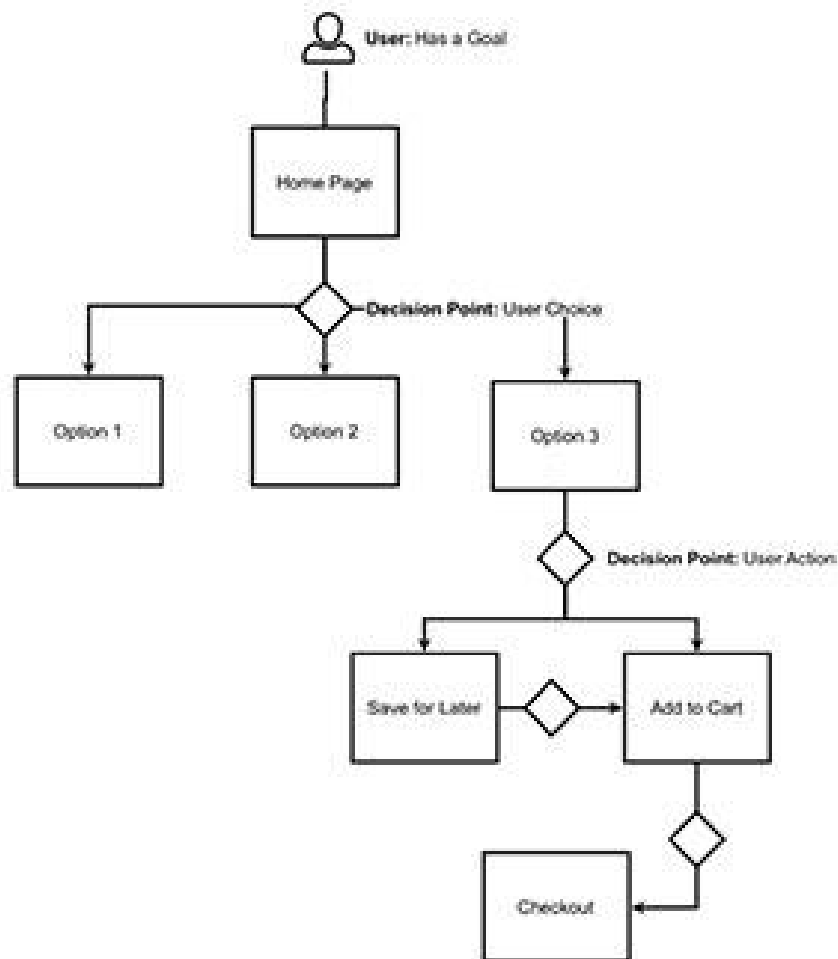 User: Has a Goal
Home Page
Decision Point: User Choice
Option 1
Option 2
Option 3
Decision Point: User Action
Save for Later
Add to Cart
Checkout